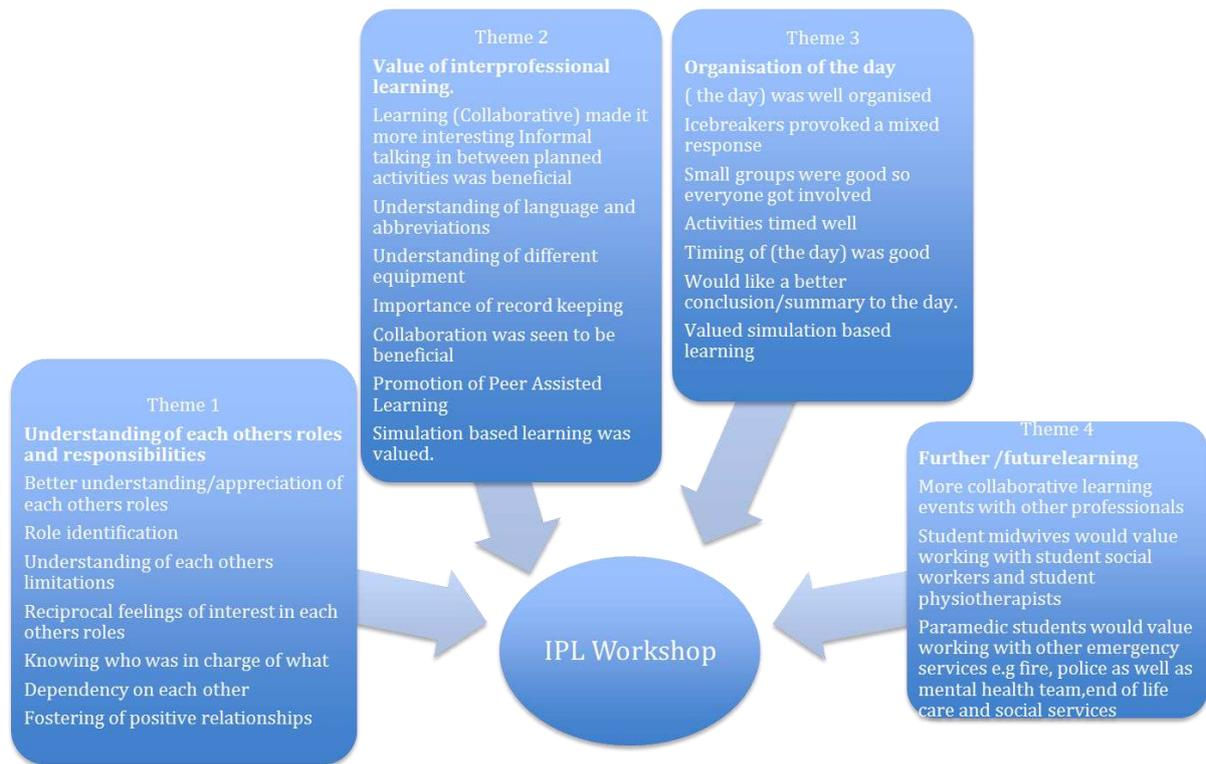 Theme 1
Understanding of each others roles
and responsibilities
Better understanding/appreciation of
each others roles
Role identification
Understanding of each others
limitations
Reciprocal feelings of interest in each
others roles
Knowing who was in charge of what
Dependency on each other
Fostering of positive relationships
Theme 2
Value of interprofessional
learning.
Learning (Collaborative) made it
more interesting Informal
talking in between planned
activities was beneficial
Understanding of language and
abbreviations
Understanding of different
equipment
Importance of record keeping
Collaboration was seen to be
beneficial
Promotion of Peer Assisted
Learning
Simulation based learning was
valued.
Theme 3
Organisation of the day
( the day) was well organised
Icebreakers provoked a mixed
response
Small groups were good so
everyone got involved
Activities timed well
Timing of (the day) was good
Would like a better
conclusion/summary to the day.
Valued simulation based
learning
Theme 4
Further /futurelearning
More collaborative learning
events with other professionals
Student midwives would value
working with student social
workers and student
physiotherapists
Paramedic students would value
working with other emergency
services e.g fire, police as well as
mental health team,end of life
care and social services
IPL Workshop